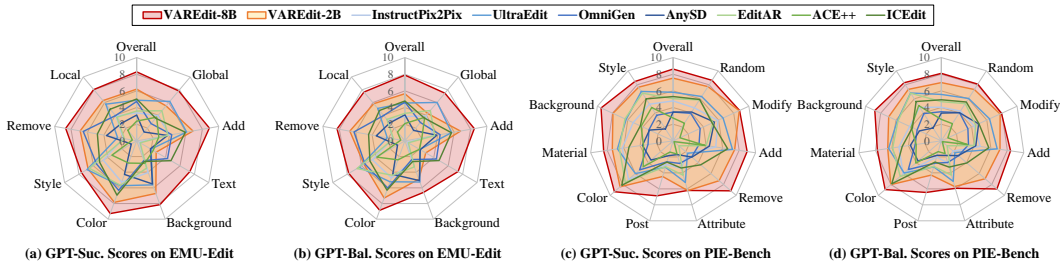 VAREdit-8B VAREdit-2B InstructPix2Pix UltraEdit OmniGen AnySD EditAR ACE++ ICEdit
Overall
Global
Add
Text
Background
Color
Style
Remove
Local
10
8
6
4
2
0
(a) GPT-Suc. Scores on EMU-Edit
Overall
Global
Add
Text
Background
Color
Style
Remove
Local
10
8
6
4
2
0
(b) GPT-Bal. Scores on EMU-Edit
Overall
Random
Modify
Add
Remove
Attribute
Post
Color
Material
Background
Style
10
8
6
4
2
0
(c) GPT-Suc. Scores on PIE-Bench
Overall
Random
Modify
Add
Remove
Attribute
Post
Color
Material
Background
Style
10
8
6
4
2
0
(d) GPT-Bal. Scores on PIE-Bench